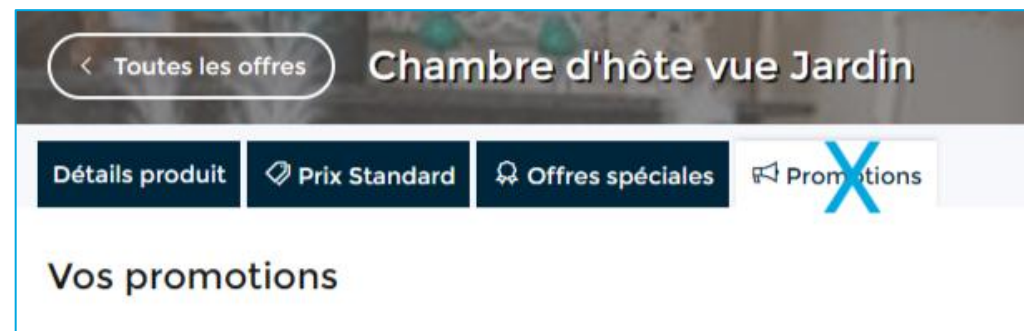 Toutes les offres Chambre d'hôte vue Jardin
Détails produit Prix Standard Offres spéciales Promotions
X
Vos promotions